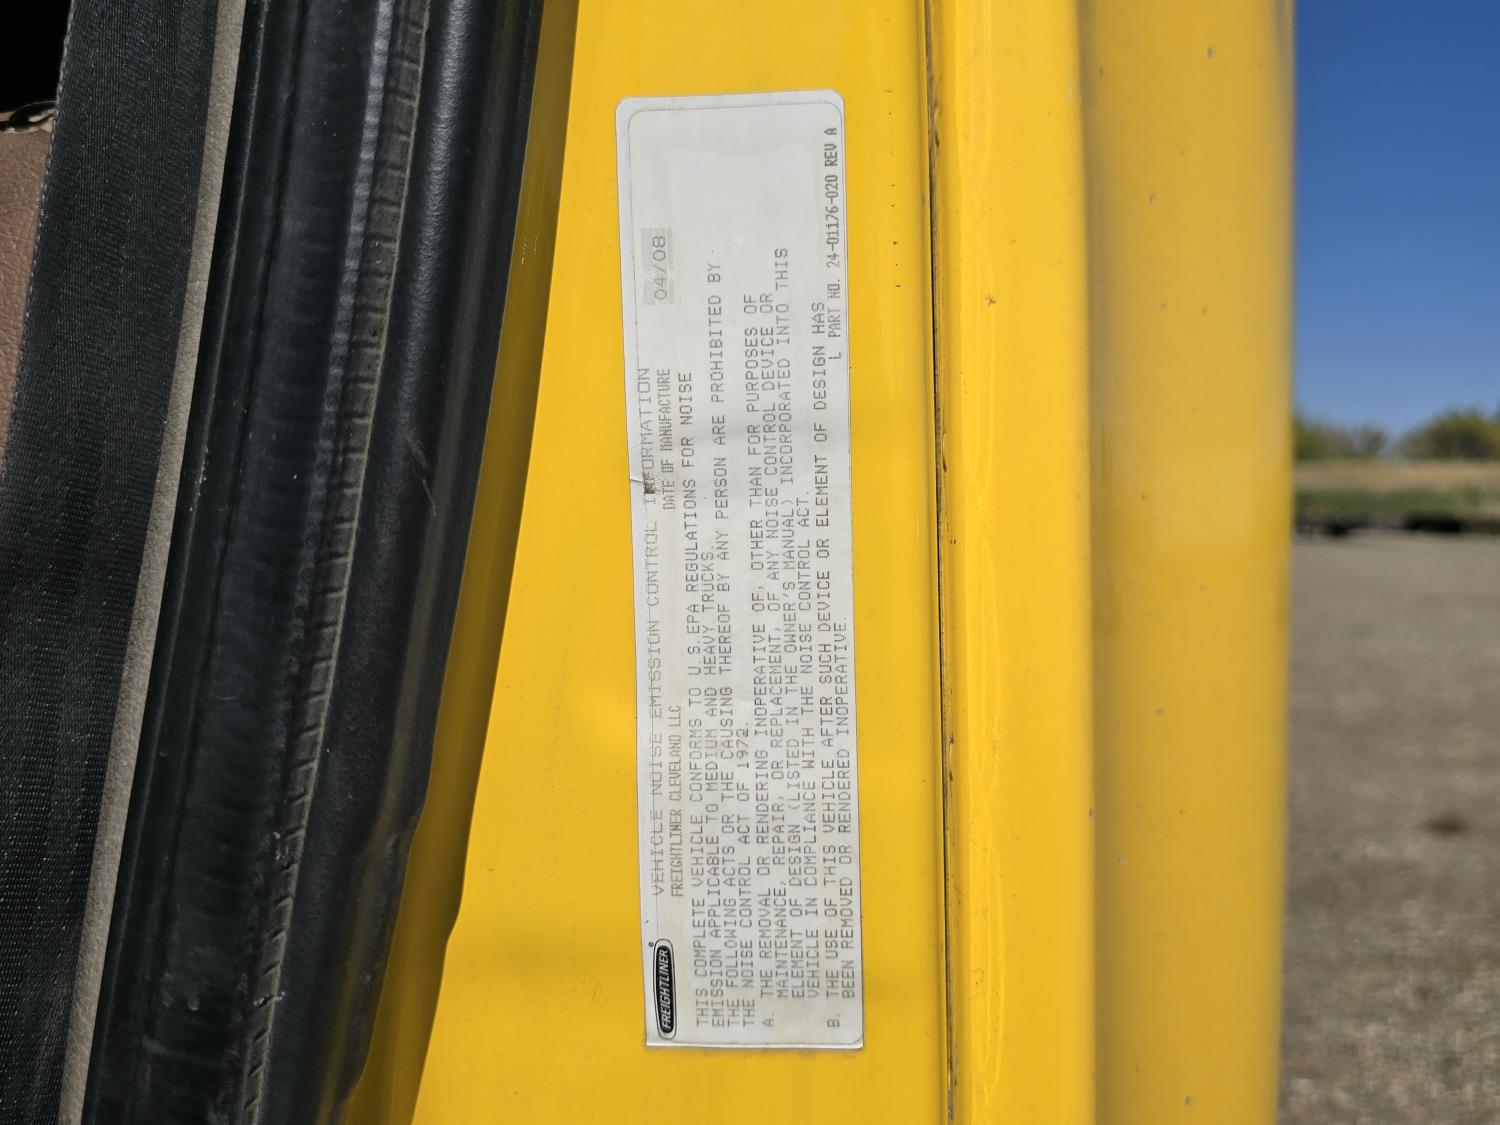 FREIGHTLINER®
VEHICLE NOISE EMISSION CONTROL INFORMATION
FREIGHTLINER CLEVELAND LLC DATE OF MANUFACTURE 04/08
THIS COMPLETE VEHICLE CONFORMS TO U.S.EPA REGULATIONS FOR NOISE
EMISSION APPLICABLE TO MEDIUM AND HEAVY TRUCKS.
THE FOLLOWING ACTS OR THE CAUSING THEREOF BY ANY PERSON ARE PROHIBITED BY
THE NOISE CONTROL ACT OF 1972.
A. THE REMOVAL OR RENDERING INOPERATIVE OF, OTHER THAN FOR PURPOSES OF
MAINTENANCE, REPAIR, OR REPLACEMENT, OF ANY NOISE CONTROL DEVICE OR
ELEMENT OF DESIGN (LISTED IN THE OWNER'S MANUAL) INCORPORATED INTO THIS
VEHICLE IN COMPLIANCE WITH THE NOISE CONTROL ACT.
B. THE USE OF THIS VEHICLE AFTER SUCH DEVICE OR ELEMENT OF DESIGN HAS
BEEN REMOVED OR RENDERED INOPERATIVE.
L PART NO. 24-01176-020 REV A